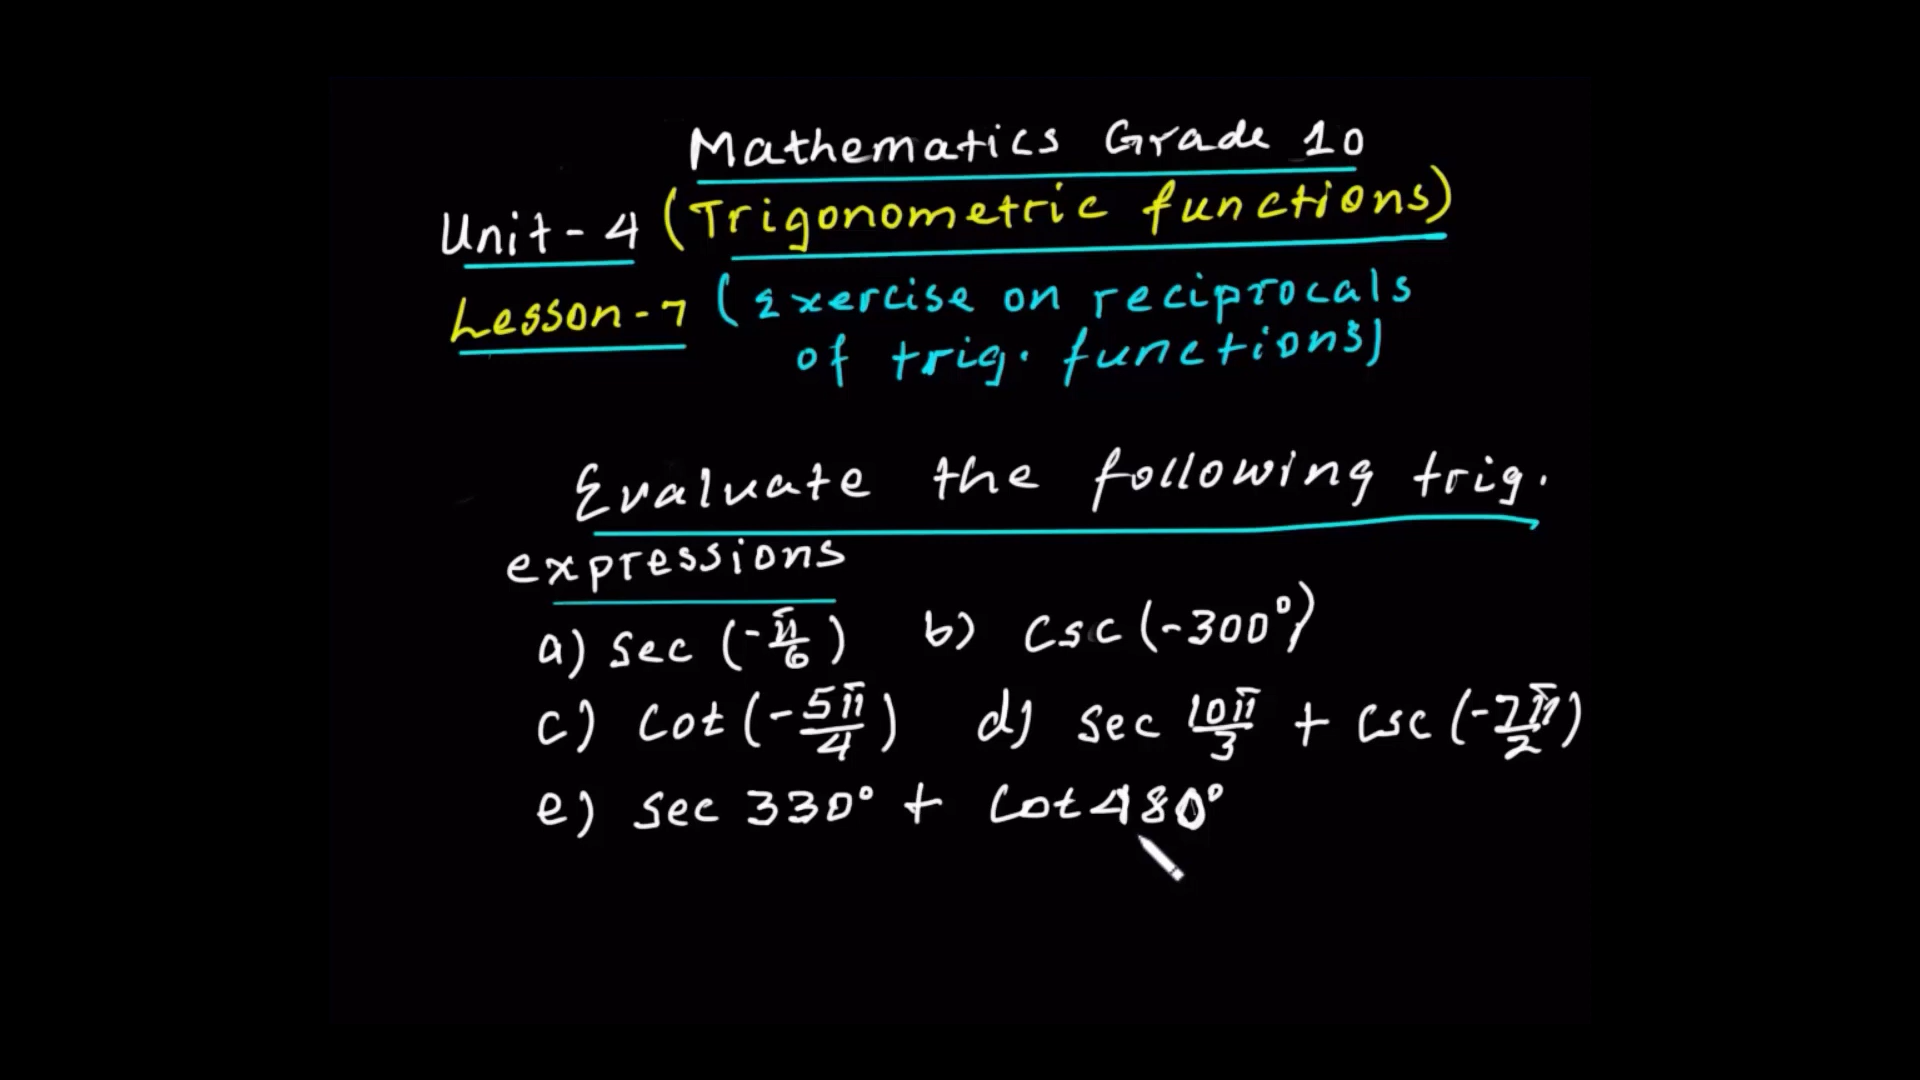 Mathematics Grade 10
Unit-4 (Trigonometric functions)
Lesson-7 (Exercise on reciprocals
of trig. functions)
Evaluate the following trig.
expressions
a) sec (-π/6) b) csc (-300°)
c) cot (-5π/4) d) sec 10π/3 + csc (-7π/2)
e) sec 330° + cot 480°